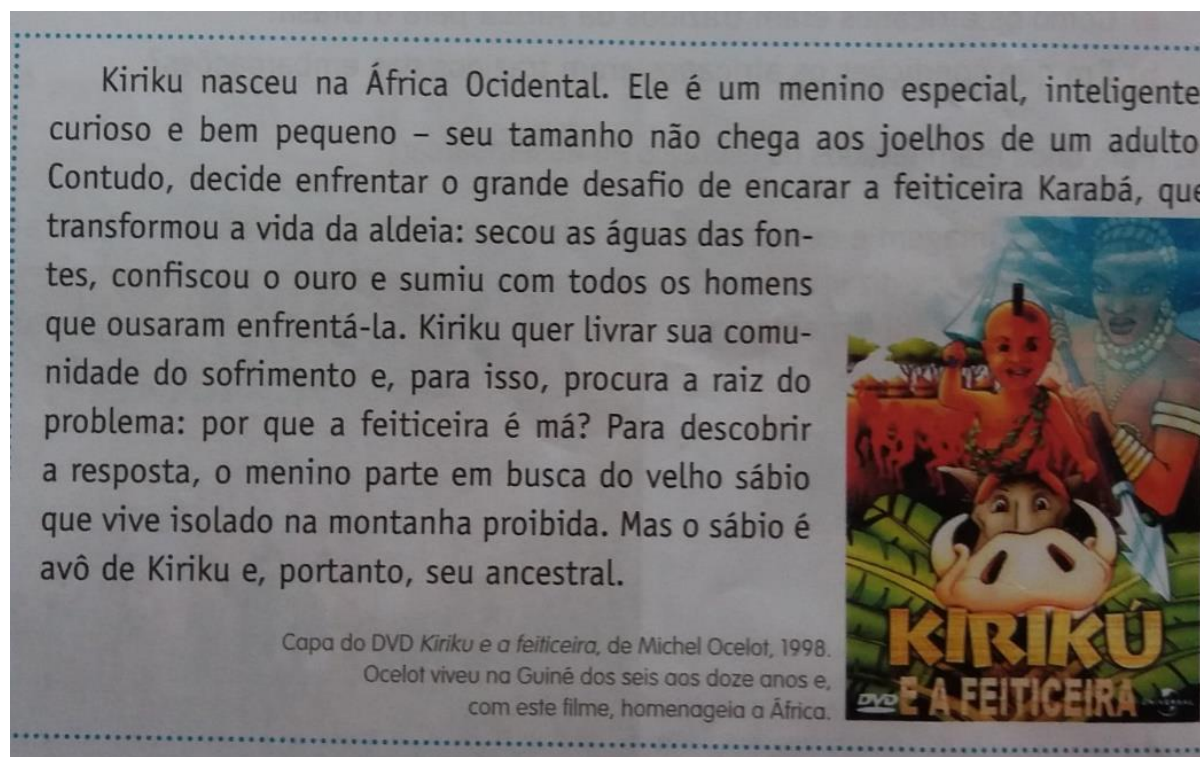 Kiriku nasceu na África Ocidental. Ele é um menino especial, inteligente
curioso e bem pequeno – seu tamanho não chega aos joelhos de um adulto
Contudo, decide enfrentar o grande desafio de encarar a feiticeira Karabá, que
transformou a vida da aldeia: secou as águas das fon-
tes, confiscou o ouro e sumiu com todos os homens
que ousaram enfrentá-la. Kiriku quer livrar sua comu-
nidade do sofrimento e, para isso, procura a raiz do
problema: por que a feiticeira é má? Para descobrir
a resposta, o menino parte em busca do velho sábio
que vive isolado na montanha proibida. Mas o sábio é
avô de Kiriku e, portanto, seu ancestral.
Capa do DVD Kiriku e a feiticeira, de Michel Ocelot, 1998.
Ocelot viveu na Guiné dos seis aos doze anos e,
com este filme, homenageia a África.
KIRIKÚ
E A FEITICEIRA
DVD
UNIVERSAL